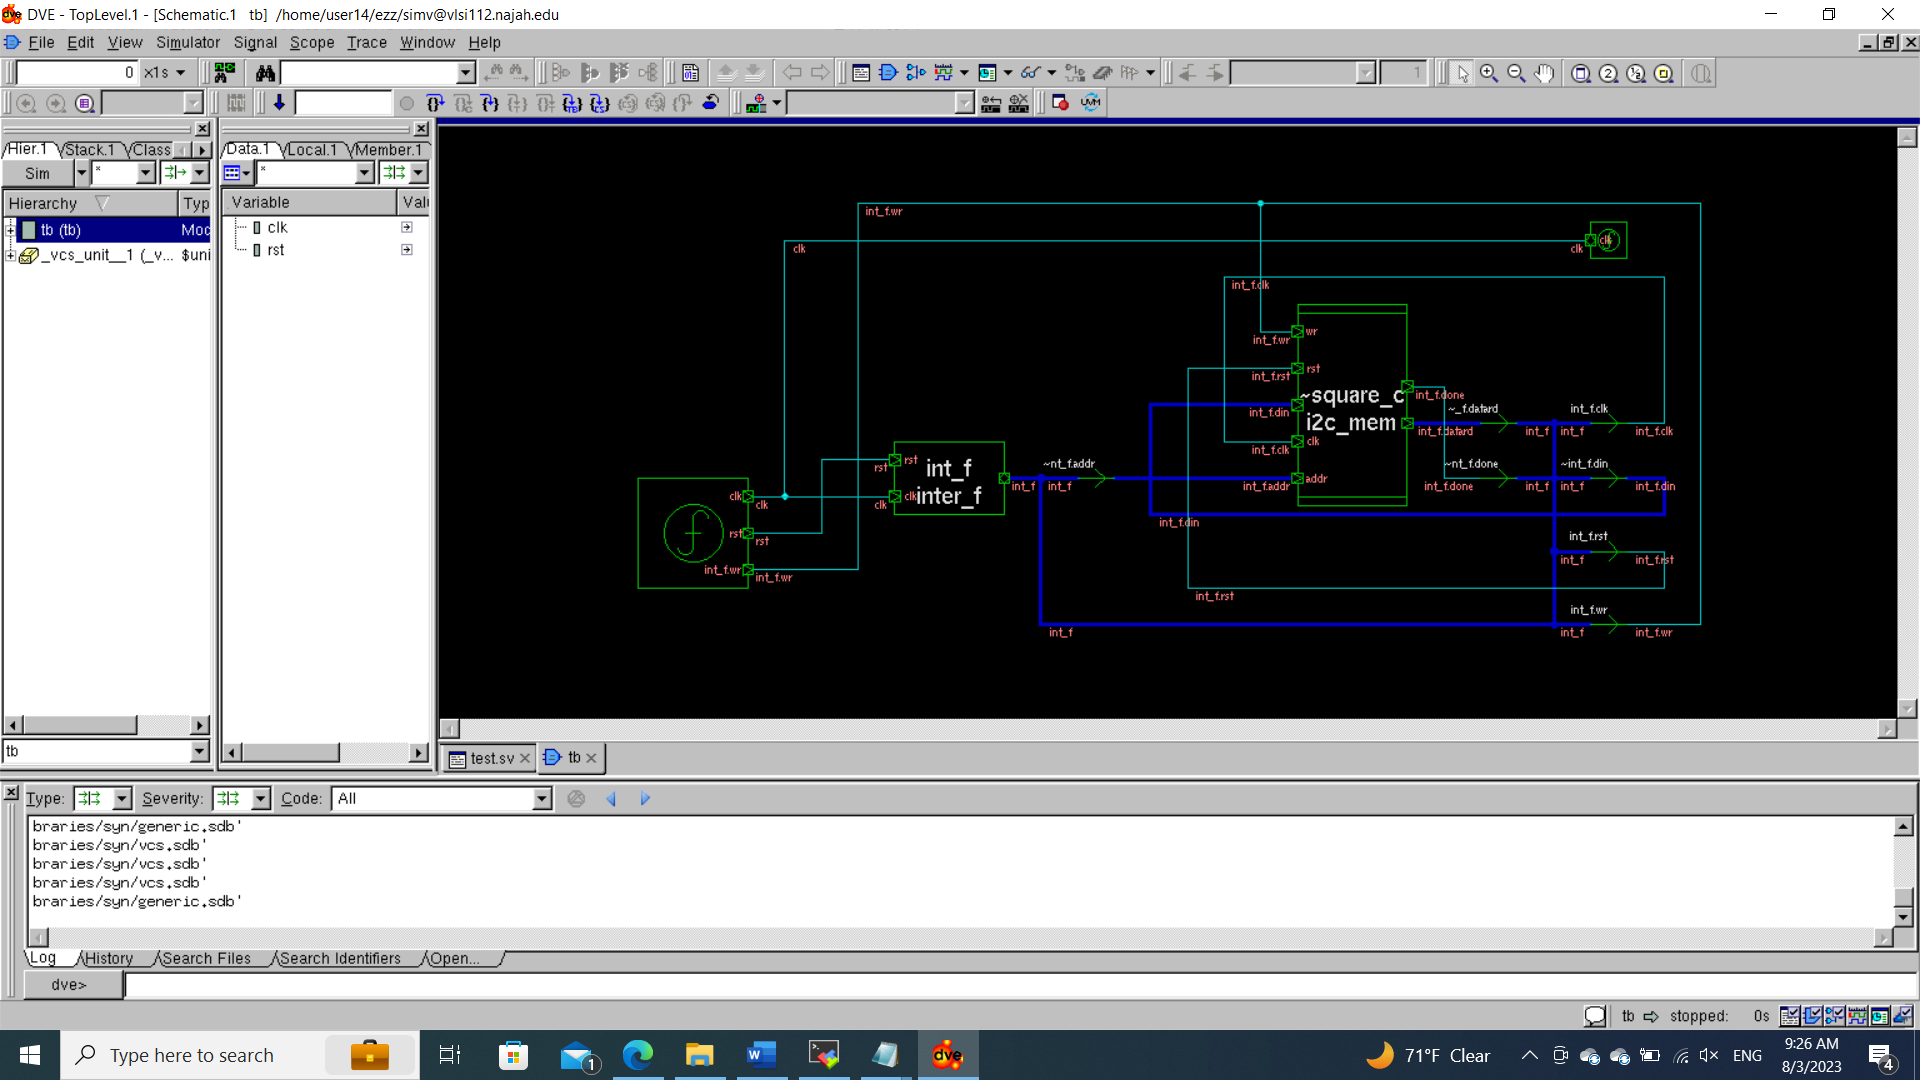 DVE - TopLevel.1 - [Schematic.1 tb] /home/user14/ezz/simv@vlsi112.najah.edu
File Edit View Simulator Signal Scope Trace Window Help
0 x1s
1
Hier.1 Stack.1 Class
Data.1 Local.1 Member.1
Sim *
*
Hierarchy Typ
Variable Valu
tb (tb) Moc
_vcs_unit__1 (_v... $uni
clk
rst
int_f.wr
clk
clk
clk
int_f.clk
wr
int_f.wr
rst
int_f.rst
~square_c
int_f.din
i2c_mem
clk
int_f.clk
addr
int_f.addr
int_f.done
~_f.datard
int_f.clk
int_f.datard
int_f
int_f
int_f.clk
~nt_f.done
~int_f.din
int_f.done
int_f
int_f
int_f.din
int_f.rst
int_f
int_f.rst
int_f.wr
int_f
int_f.wr
rst
rst
int_f
inter_f
clk
clk
int_f
int_f
~nt_f.addr
clk
clk
rst
rst
int_f.wr
int_f.wr
int_f.din
int_f.rst
int_f
tb
test.sv
tb
Type: Severity: Code: All
braries/syn/generic.sdb'
braries/syn/vcs.sdb'
braries/syn/vcs.sdb'
braries/syn/vcs.sdb'
braries/syn/generic.sdb'
Log History Search Files Search Identifiers Open...
dve>
tb stopped: 0s
Type here to search
1
71°F Clear
ENG
9:26 AM
8/3/2023
4